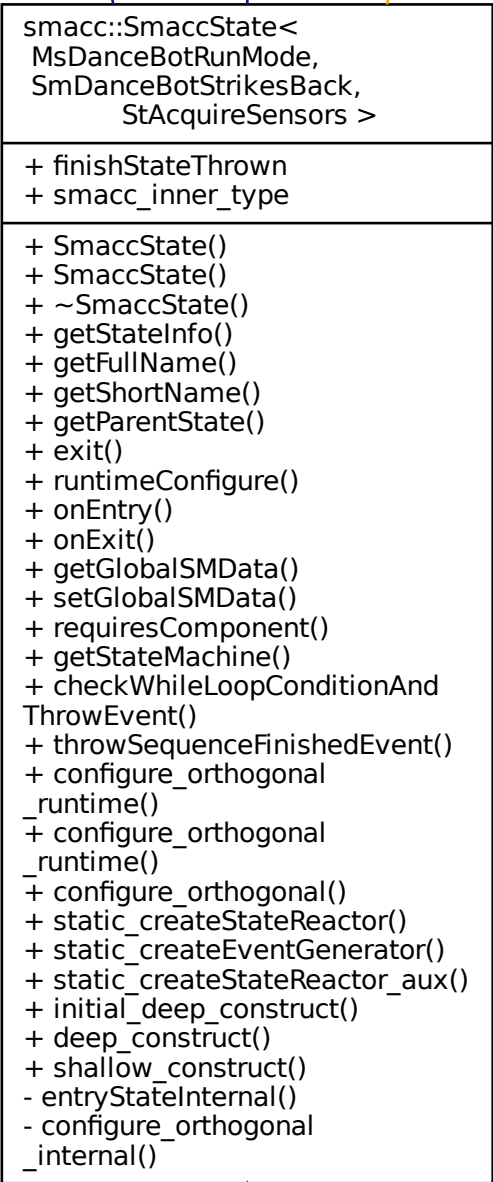 smacc::SmaccState<
MsDanceBotRunMode,
SmDanceBotStrikesBack,
StAcquireSensors >
+ finishStateThrown
+ smacc_inner_type
+ SmaccState()
+ SmaccState()
+ ~SmaccState()
+ getStateInfo()
+ getFullName()
+ getShortName()
+ getParentState()
+ exit()
+ runtimeConfigure()
+ onEntry()
+ onExit()
+ getGlobalSMData()
+ setGlobalSMData()
+ requiresComponent()
+ getStateMachine()
+ checkWhileLoopConditionAnd
ThrowEvent()
+ throwSequenceFinishedEvent()
+ configure_orthogonal
_runtime()
+ configure_orthogonal
_runtime()
+ configure_orthogonal()
+ static_createStateReactor()
+ static_createEventGenerator()
+ static_createStateReactor_aux()
+ initial_deep_construct()
+ deep_construct()
+ shallow_construct()
- entryStateInternal()
- configure_orthogonal
_internal()